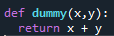 def dummy(x,y):
  return x + y